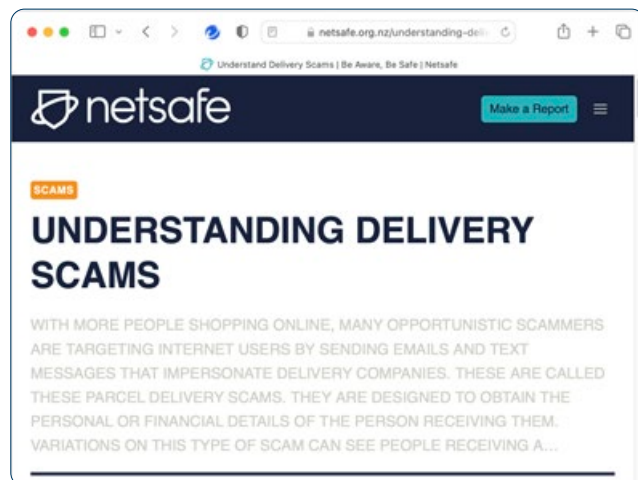 netsafe.org.nz/understanding-deli
Understand Delivery Scams | Be Aware, Be Safe | Netsafe
netsafe
Make a Report
SCAMS
UNDERSTANDING DELIVERY
SCAMS
WITH MORE PEOPLE SHOPPING ONLINE, MANY OPPORTUNISTIC SCAMMERS
ARE TARGETING INTERNET USERS BY SENDING EMAILS AND TEXT
MESSAGES THAT IMPERSONATE DELIVERY COMPANIES. THESE ARE CALLED
THESE PARCEL DELIVERY SCAMS. THEY ARE DESIGNED TO OBTAIN THE
PERSONAL OR FINANCIAL DETAILS OF THE PERSON RECEIVING THEM.
VARIATIONS ON THIS TYPE OF SCAM CAN SEE PEOPLE RECEIVING A...